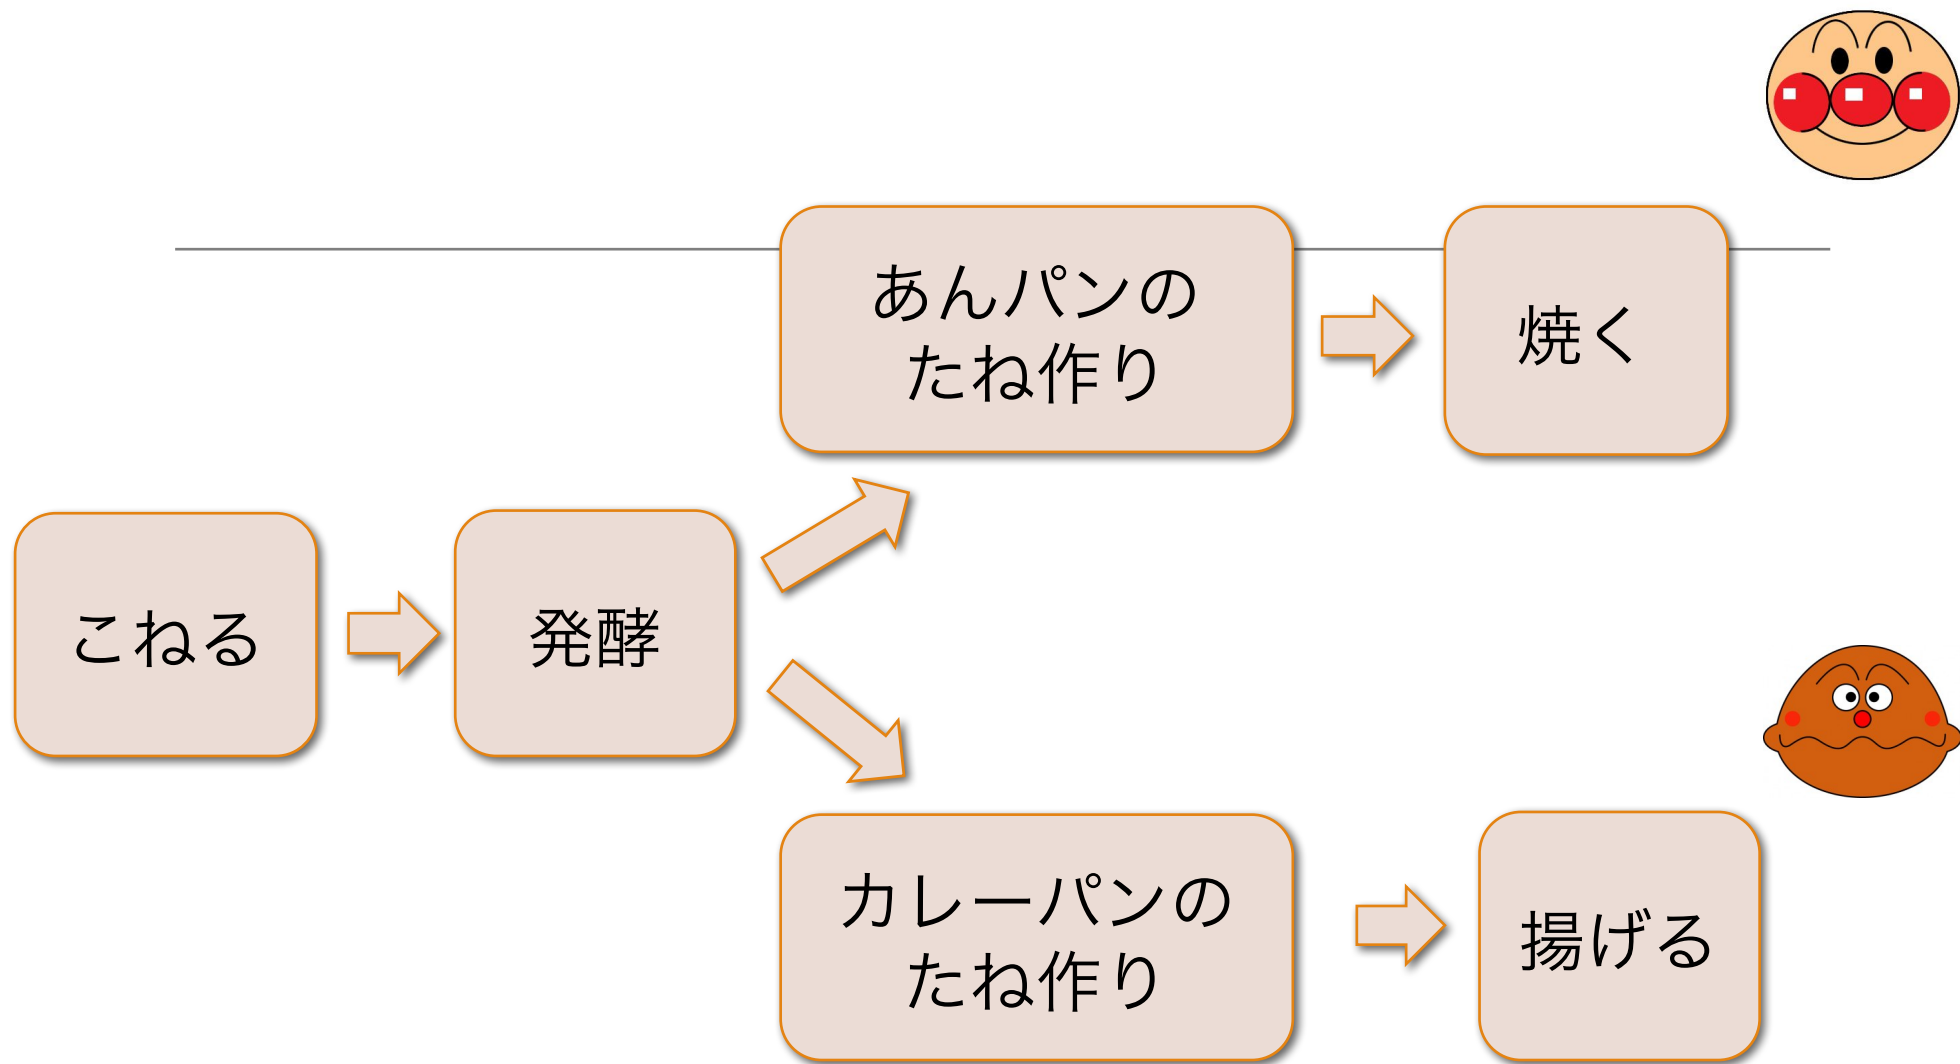 こねる
発酵
あんパンの
たね作り
焼く
カレーパンの
たね作り
揚げる